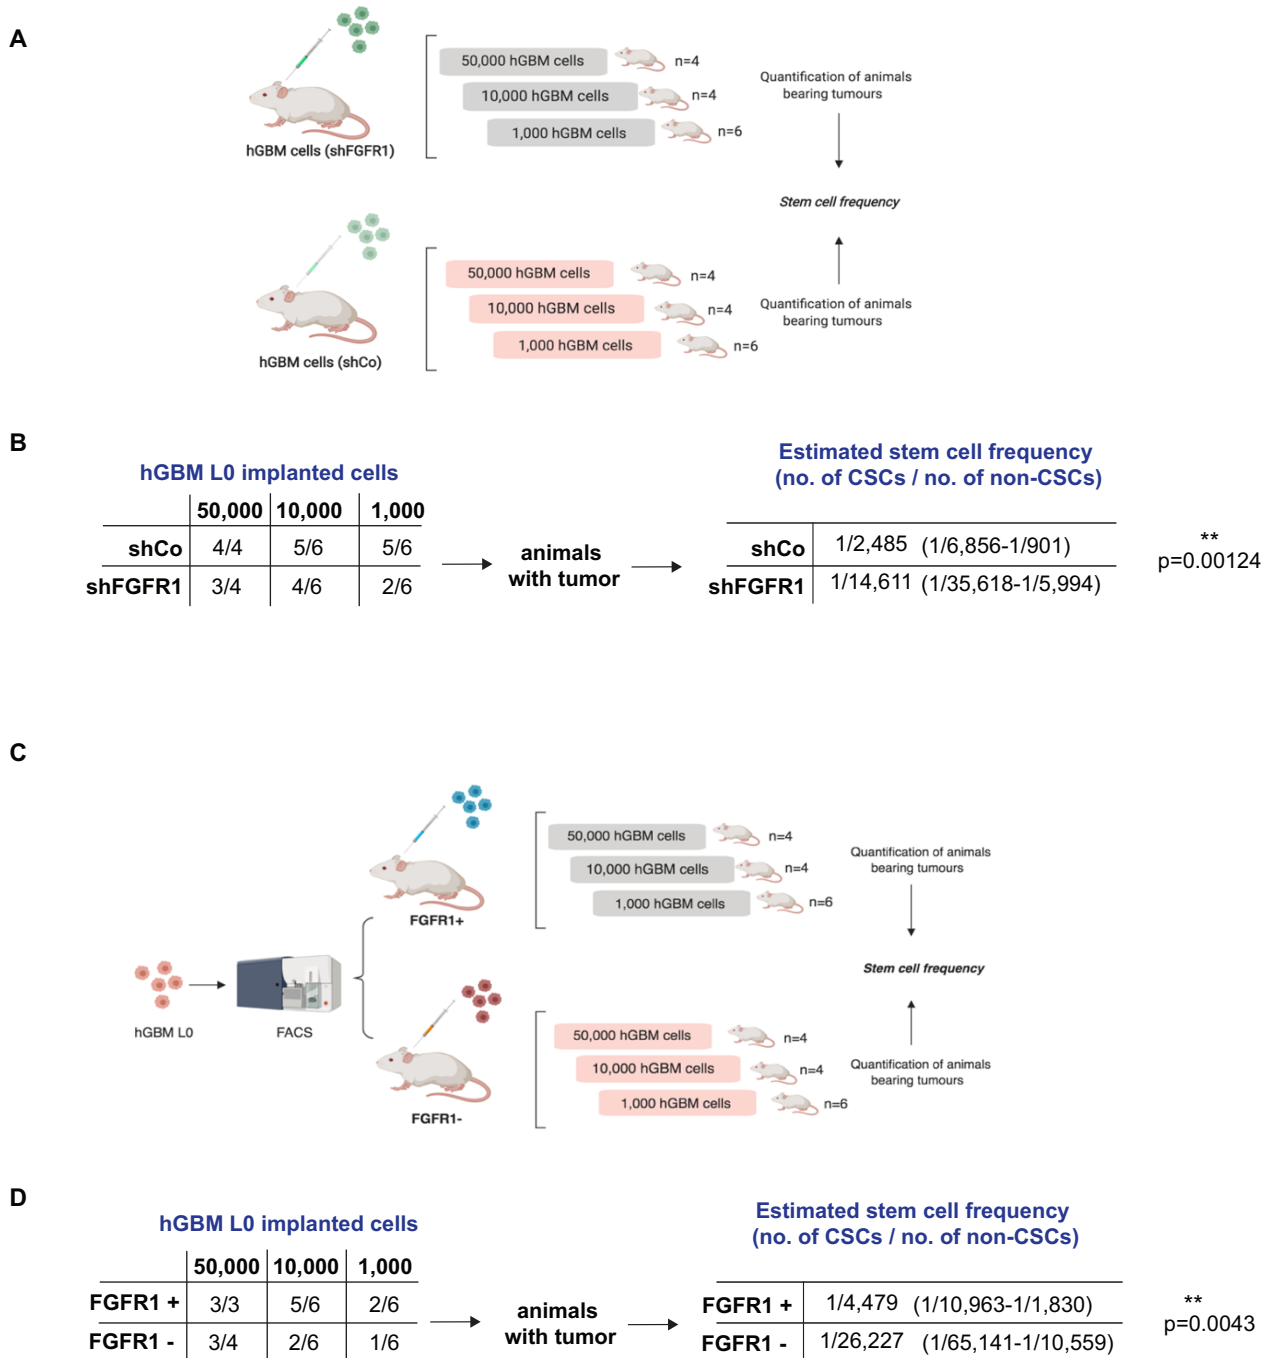 A
50,000 hGBM cells n=4
10,000 hGBM cells n=4
1,000 hGBM cells n=6
hGBM cells (shFGFR1)
Quantification of animals
bearing tumours
Stem cell frequency
50,000 hGBM cells n=4
10,000 hGBM cells n=4
1,000 hGBM cells n=6
hGBM cells (shCo)
Quantification of animals
bearing tumours
B
hGBM L0 implanted cells
50,000 10,000 1,000
shCo 4/4 5/6 5/6
shFGFR1 3/4 4/6 2/6
animals
with tumor
Estimated stem cell frequency
(no. of CSCs / no. of non-CSCs)
shCo 1/2,485 (1/6,856-1/901)
shFGFR1 1/14,611 (1/35,618-1/5,994)
**
p=0.00124
C
hGBM L0
FACS
FGFR1+
50,000 hGBM cells n=4
10,000 hGBM cells n=4
1,000 hGBM cells n=6
Quantification of animals
bearing tumours
Stem cell frequency
FGFR1-
50,000 hGBM cells n=4
10,000 hGBM cells n=4
1,000 hGBM cells n=6
Quantification of animals
bearing tumours
D
hGBM L0 implanted cells
50,000 10,000 1,000
FGFR1 + 3/3 5/6 2/6
FGFR1 - 3/4 2/6 1/6
animals
with tumor
Estimated stem cell frequency
(no. of CSCs / no. of non-CSCs)
FGFR1 + 1/4,479 (1/10,963-1/1,830)
FGFR1 - 1/26,227 (1/65,141-1/10,559)
**
p=0.0043